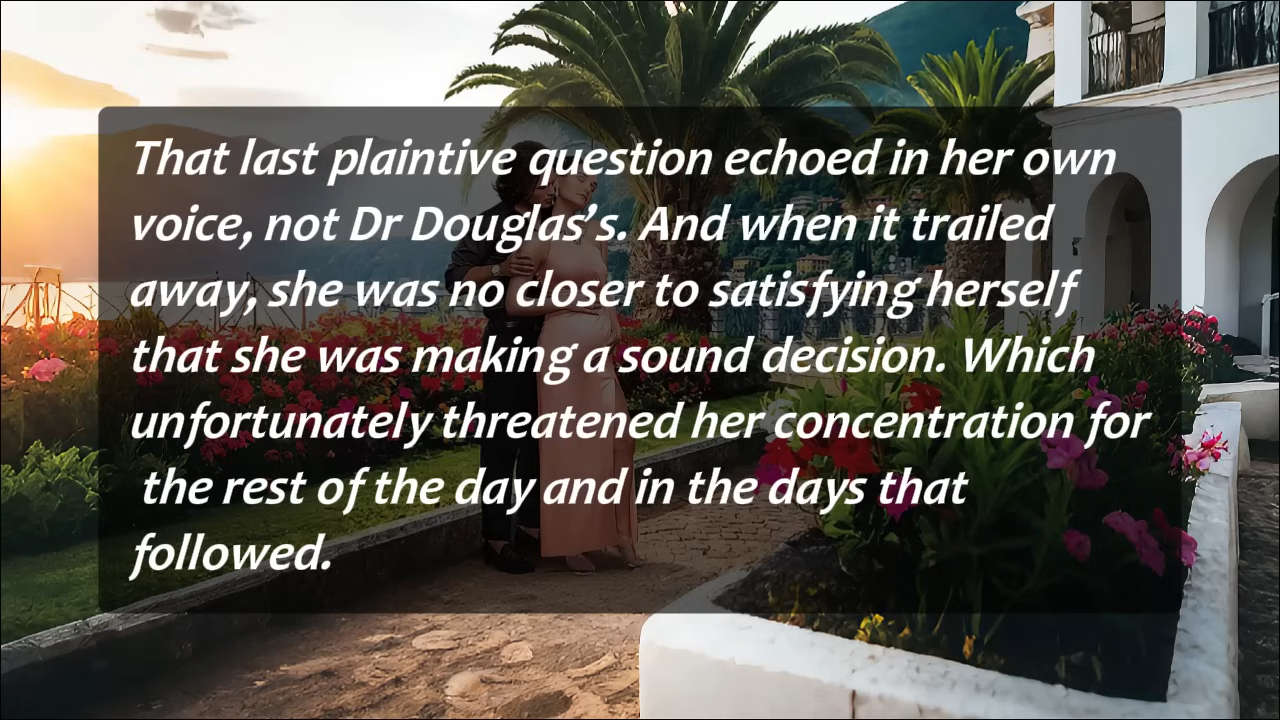 That last plaintive question echoed in her own
voice, not Dr Douglas’s. And when it trailed
away, she was no closer to satisfying herself
that she was making a sound decision. Which
unfortunately threatened her concentration for
the rest of the day and in the days that
followed.